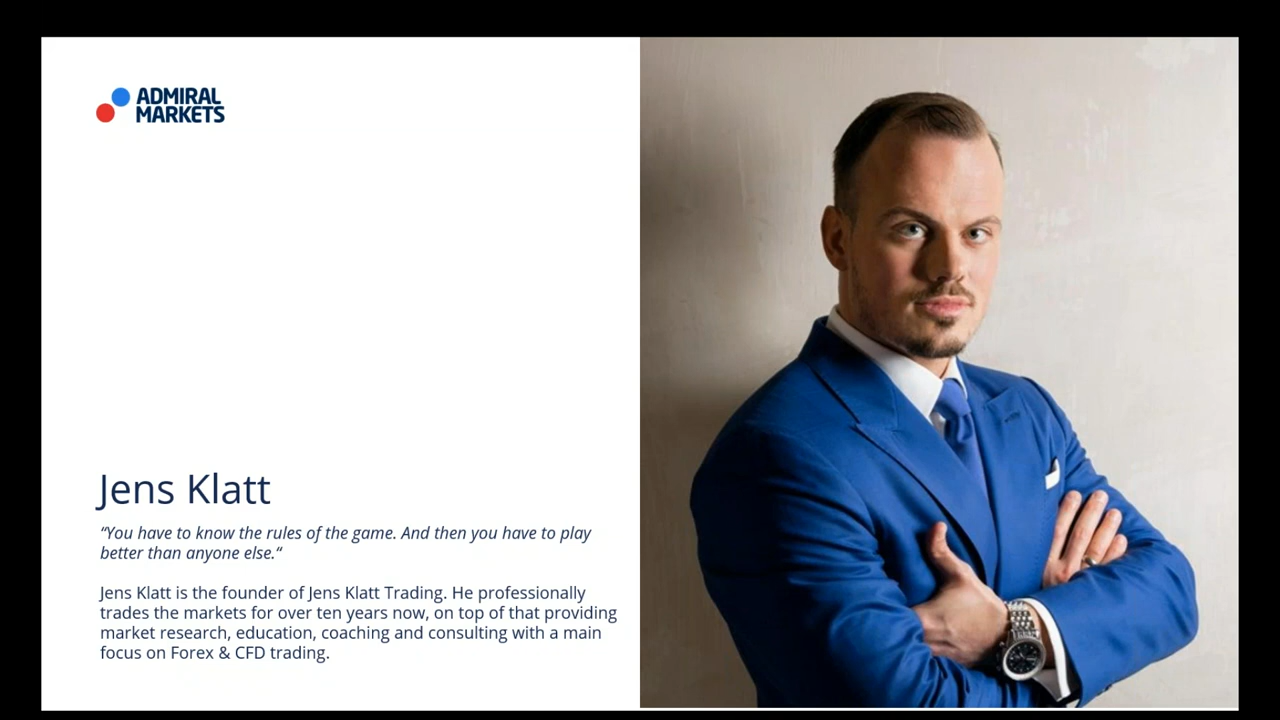 ADMIRAL
MARKETS
Jens Klatt
“You have to know the rules of the game. And then you have to play
better than anyone else.“
Jens Klatt is the founder of Jens Klatt Trading. He professionally
trades the markets for over ten years now, on top of that providing
market research, education, coaching and consulting with a main
focus on Forex & CFD trading.